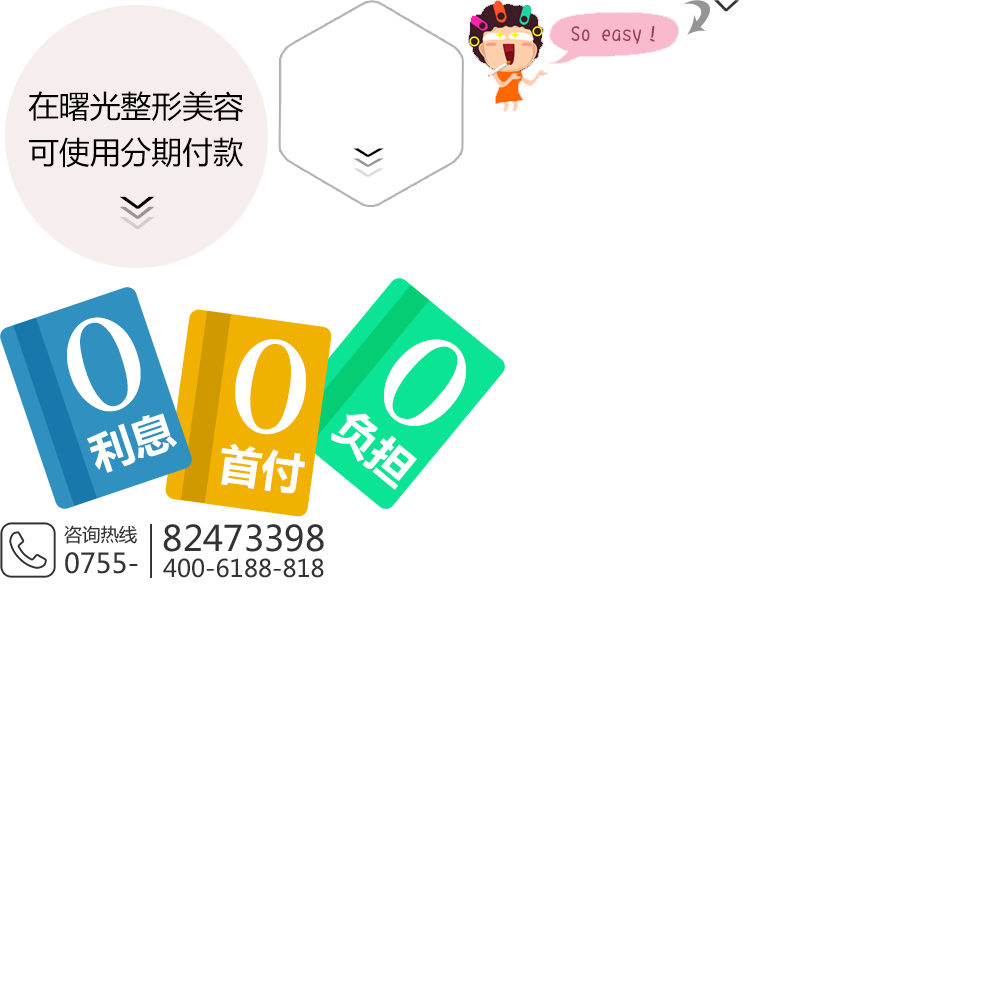 在曙光整形美容
可使用分期付款
So easy!
0
利息
0
首付
0
负担
咨询热线
0755-
82473398
400-6188-818